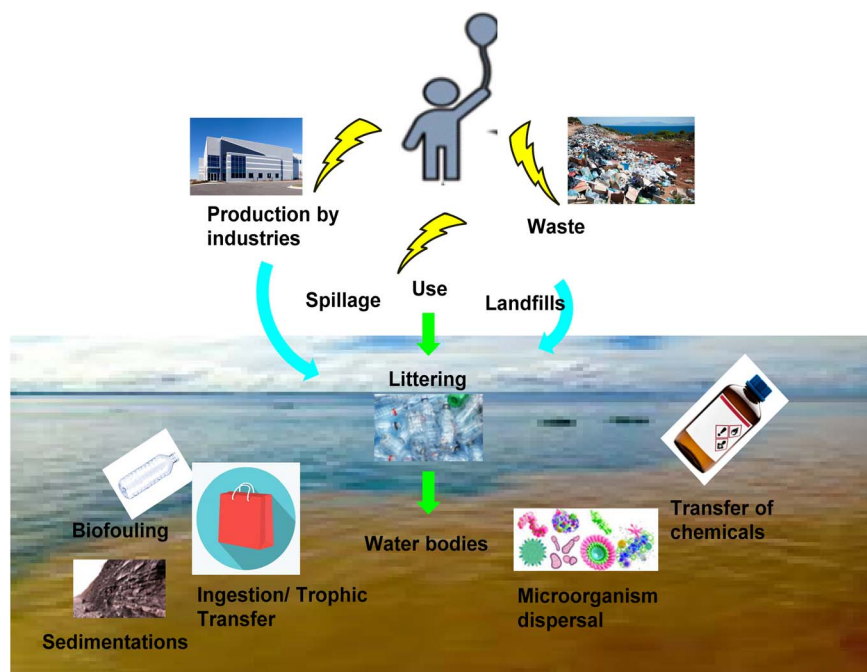 Production by
industries
Waste
Spillage
Use
Landfills
Littering
Biofouling
Water bodies
Transfer of
chemicals
Ingestion/ Trophic
Transfer
Microorganism
dispersal
Sedimentations